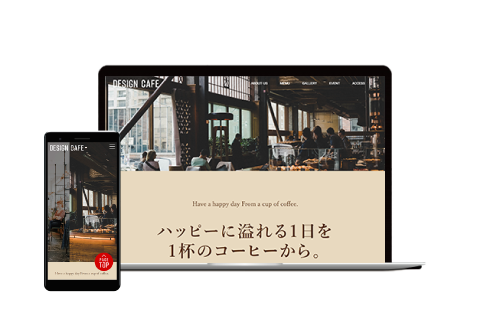 DESIGN CAFE
ABOUT US MENU GALLERY EVENT ACCESS
Have a happy day From a cup of coffee.
ハッピーに溢れる1日を
1杯のコーヒーから。
DESIGN CAFE
PAGE
TOP
Have a happy day From a cup of coffee.